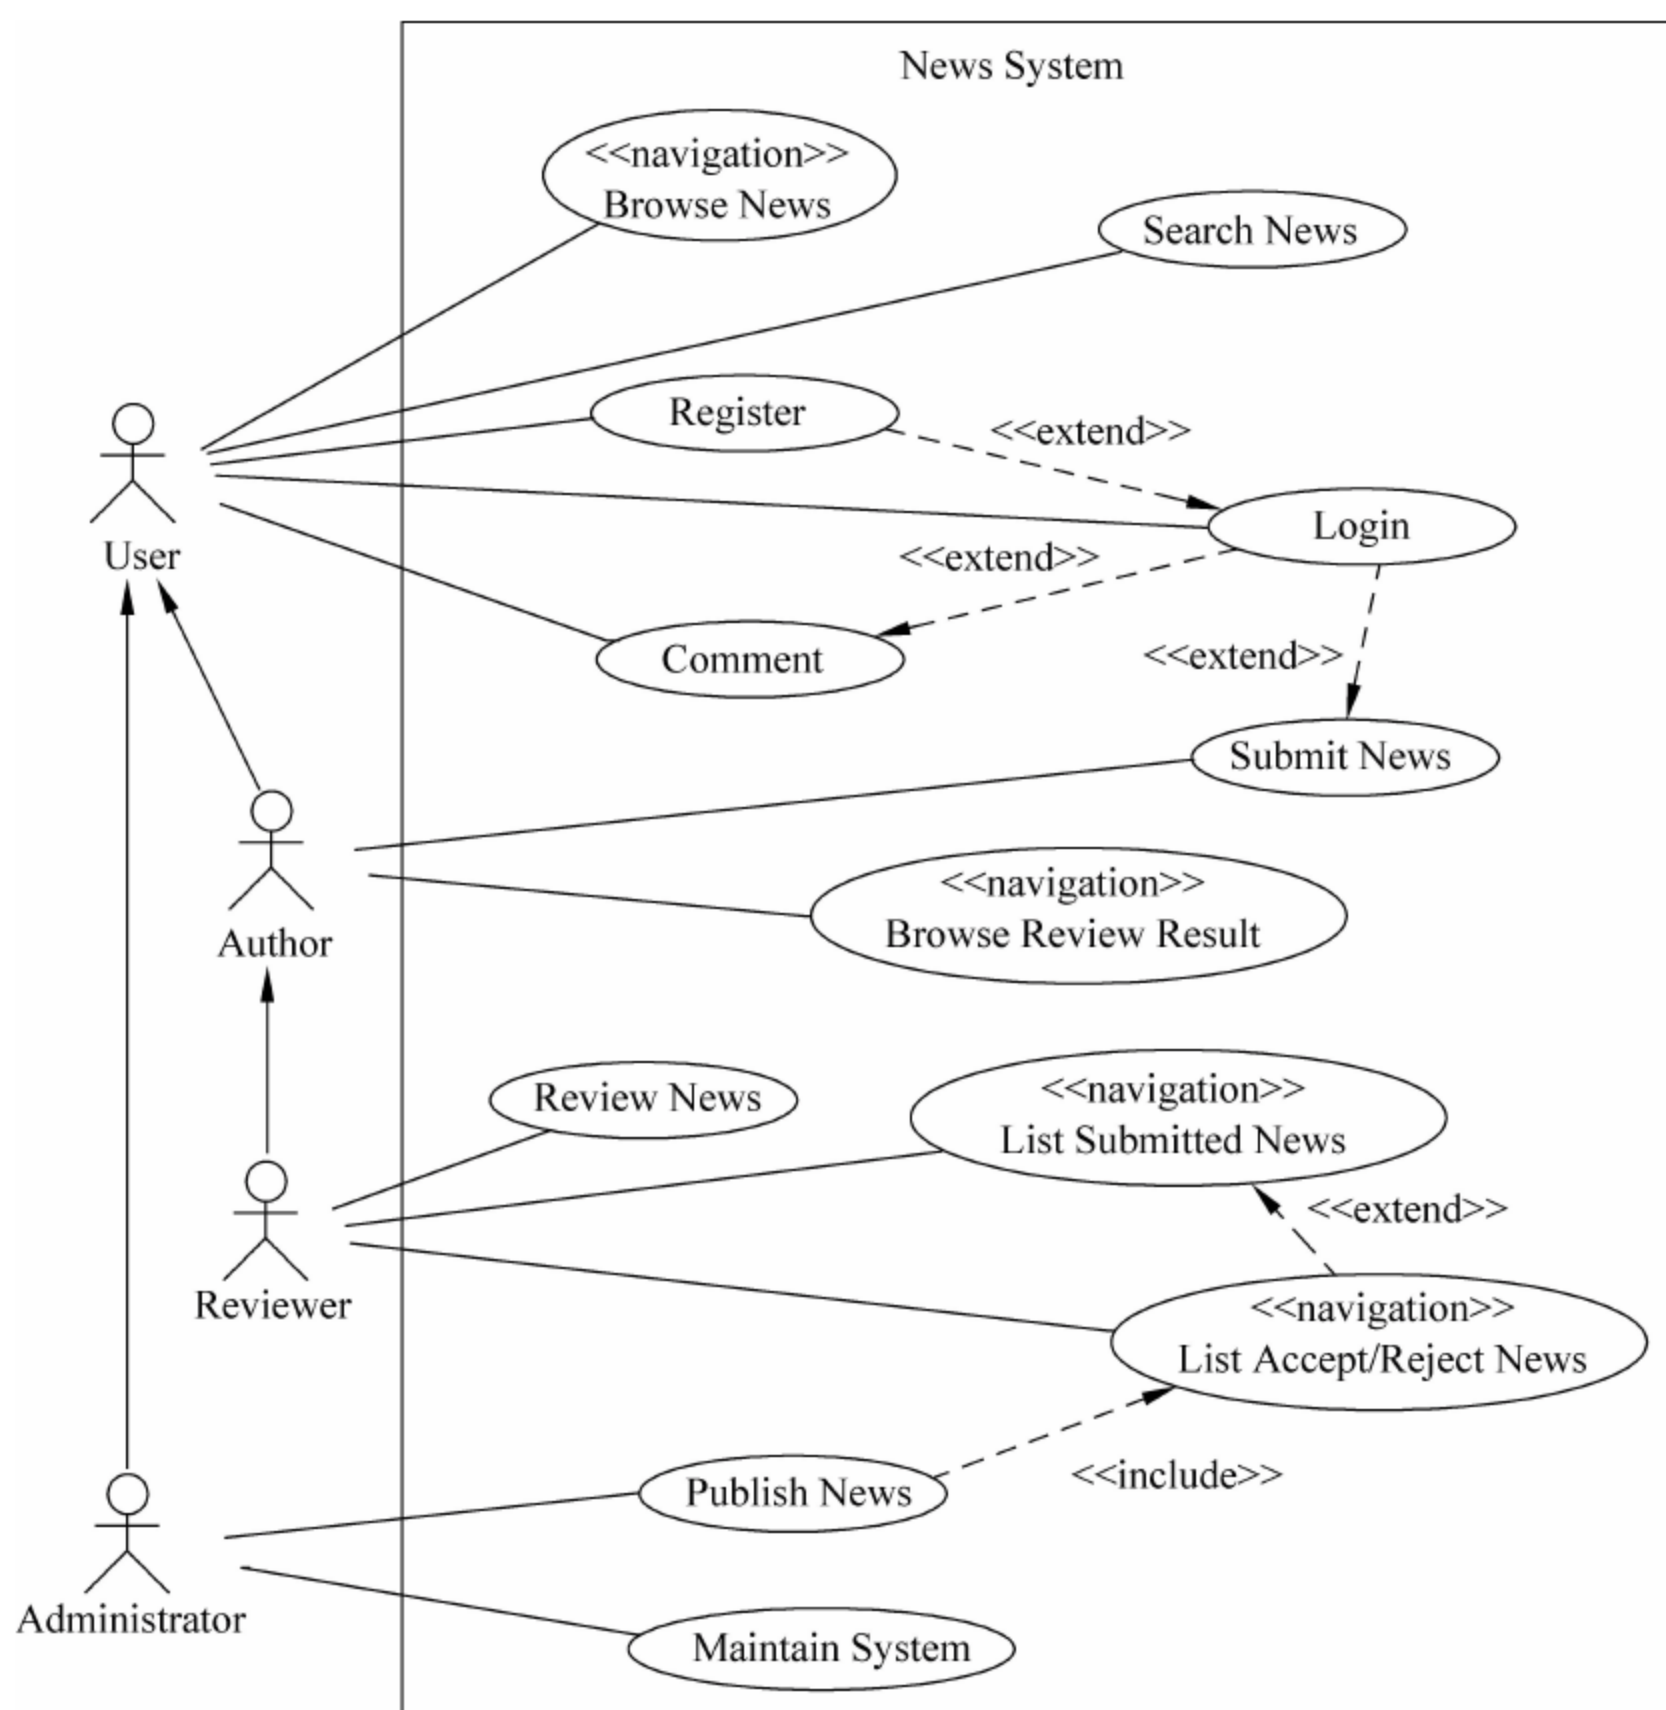 News System
<<navigation>>
Browse News
Search News
Register
<<extend>>
Login
User
<<extend>>
Comment
<<extend>>
Submit News
<<navigation>>
Browse Review Result
Author
Review News
<<navigation>>
List Submitted News
<<extend>>
Reviewer
<<navigation>>
List Accept/Reject News
<<include>>
Publish News
Administrator
Maintain System